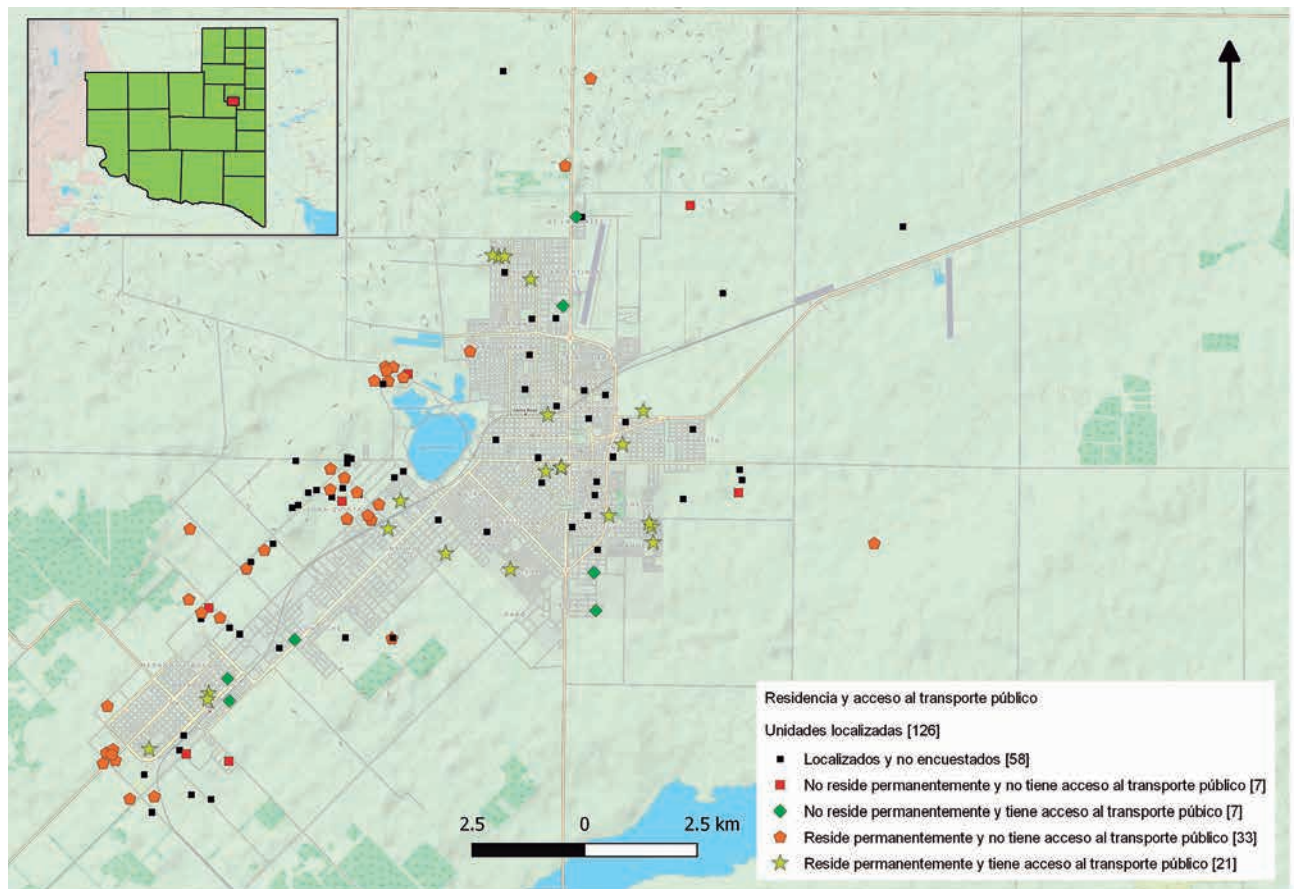 Residencia y acceso al transporte público
Unidades localizadas [126]
Localizados y no encuestados [58]
No reside permanentemente y no tiene acceso al transporte público [7]
No reside permanentemente y tiene acceso al transporte púbico [7]
Reside permanentemente y no tiene acceso al transporte público [33]
Reside permanentemente y tiene acceso al transporte público [21]
2.5 0 2.5 km